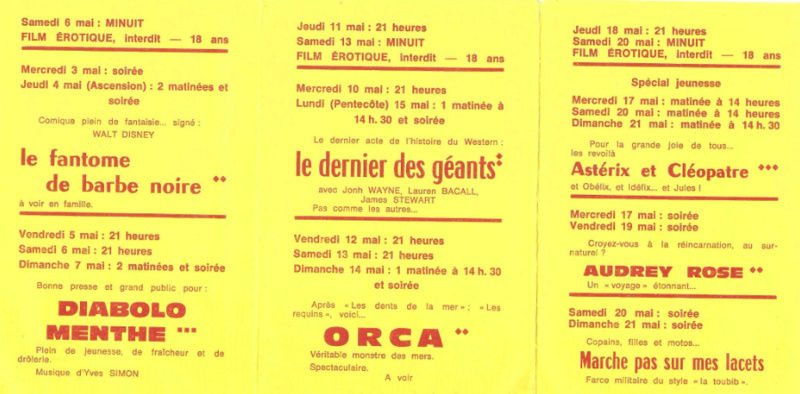 Samedi 6 mai : MINUIT
FILM ÉROTIQUE, interdit — 18 ans
Mercredi 3 mai : soirée
Jeudi 4 mai (Ascension) : 2 matinées et
soirée
Comique plein de fantaisie... signé :
WALT DISNEY
le fantome
de barbe noire **
à voir en famille.
Vendredi 5 mai : 21 heures
Samedi 6 mai : 21 heures
Dimanche 7 mai : 2 matinées et soirée
Bonne presse et grand public pour :
DIABOLO
MENTHE ***
Plein de jeunesse, de fraîcheur et de
drôlerie.
Musique d'Yves SIMON
Jeudi 11 mai : 21 heures
Samedi 13 mai : MINUIT
FILM ÉROTIQUE, interdit — 18 ans
Mercredi 10 mai : 21 heures
Lundi (Pentecôte) 15 mai : 1 matinée à
14 h. 30 et soirée
Le dernier acte de l'histoire du Western :
le dernier des géants**
avec Jonh WAYNE, Lauren BACALL,
James STEWART
Pas comme les autres...
Vendredi 12 mai : 21 heures
Samedi 13 mai : 21 heures
Dimanche 14 mai : 1 matinée à 14 h. 30
et soirée
Après « Les dents de la mer » ; « Les
requins », voici...
ORCA **
Véritable monstre des mers.
Spectaculaire.
A voir
Jeudi 18 mai : 21 heures
Samedi 20 mai : MINUIT
FILM ÉROTIQUE, interdit — 18 ans
Spécial jeunesse
Mercredi 17 mai : matinée à 14 heures
Samedi 20 mai : matinée à 14 heures
Dimanche 21 mai : matinée à 14 h. 30
Pour la grande joie de tous...
les revoilà
Astérix et Cléopatre ***
et Obélix, et Idéfix... et Jules !
Mercredi 17 mai : soirée
Vendredi 19 mai : soirée
Croyez-vous à la réincarnation, au sur-
naturel ?
AUDREY ROSE **
Un « voyage » étonnant...
Samedi 20 mai : soirée
Dimanche 21 mai : soirée
Copains, filles et motos...
Marche pas sur mes lacets
Farce militaire du style « la toubib ».